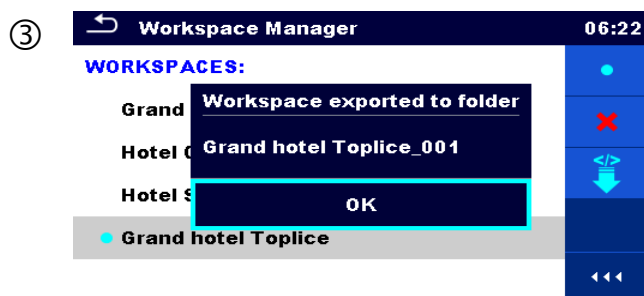 ③
Workspace Manager 06:22
WORKSPACES:
Grand
Workspace exported to folder
Hotel
Grand hotel Toplice_001
Hotel S
OK
Grand hotel Toplice